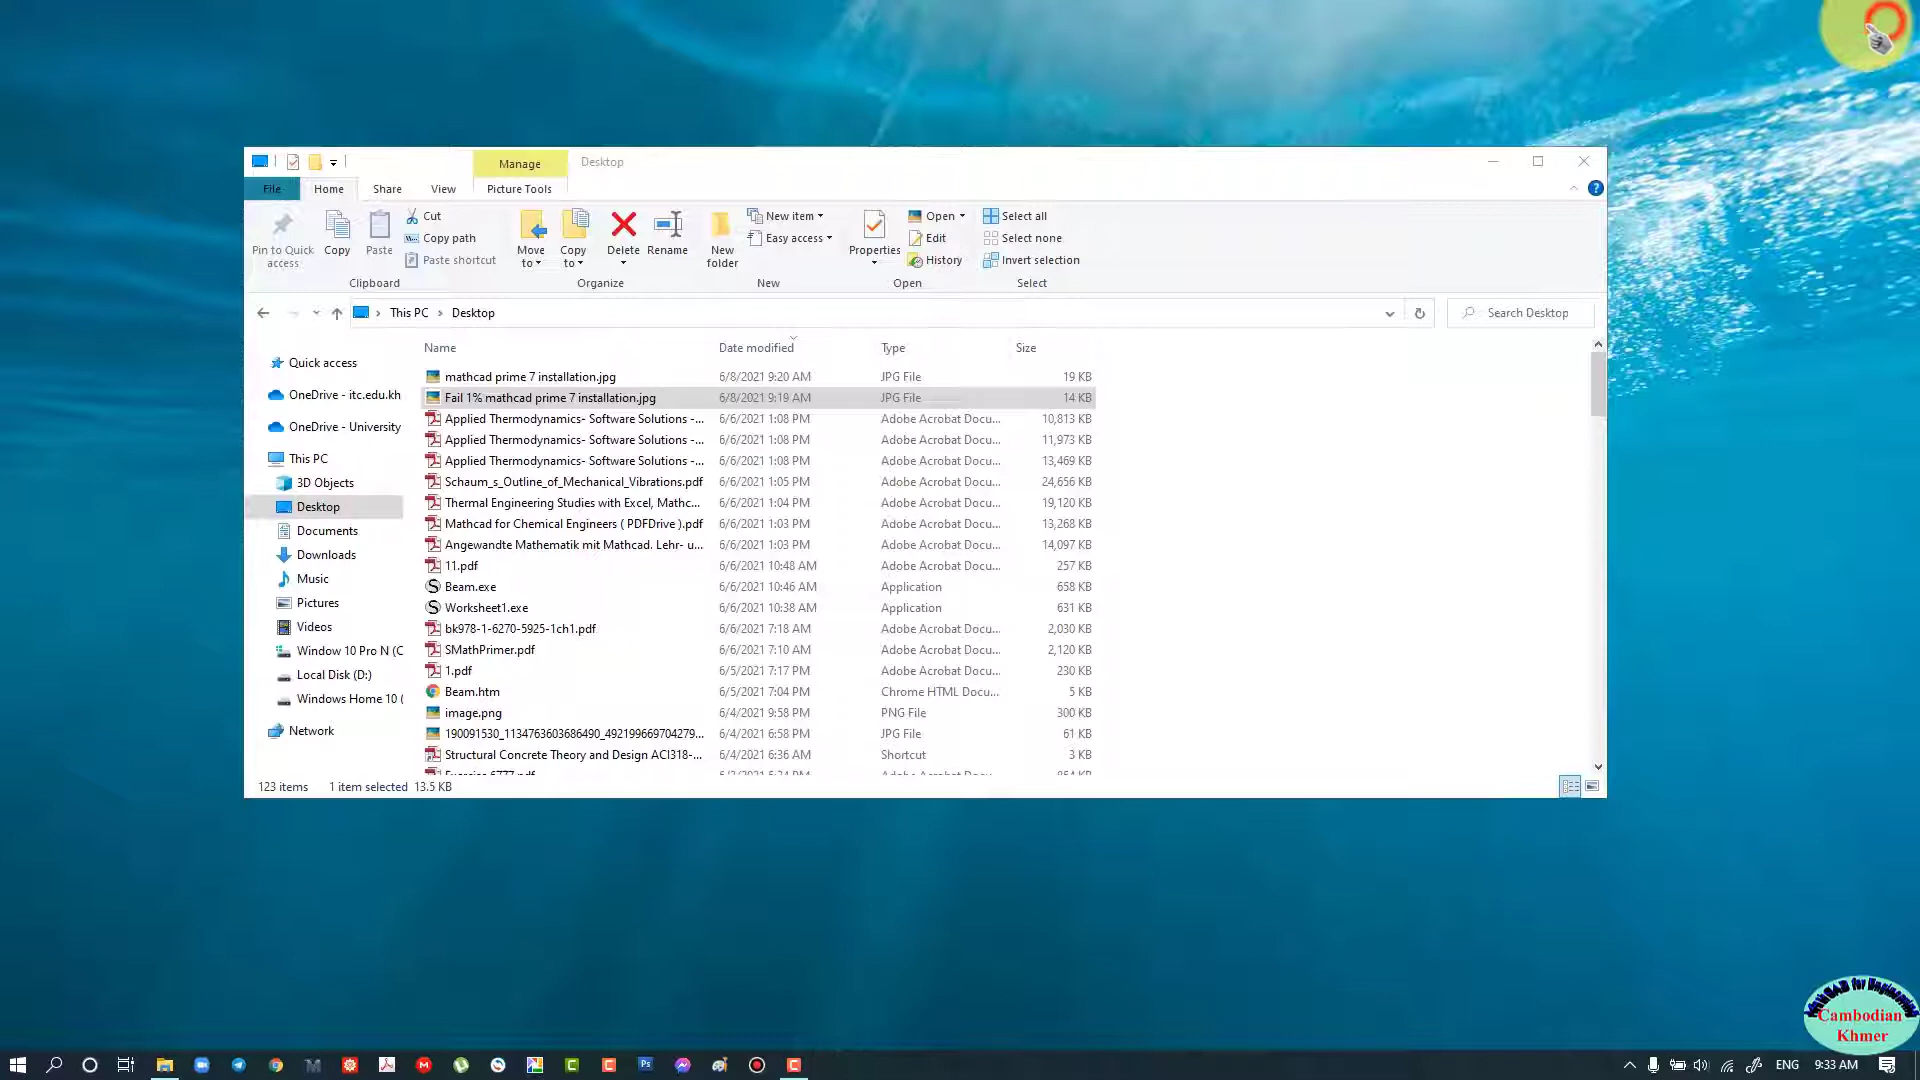 Manage
Desktop
File
Home
Share
View
Picture Tools
Pin to Quick access
Copy
Paste
Cut
Copy path
Paste shortcut
Clipboard
Move to
Copy to
Delete
Rename
Organize
New folder
New item
Easy access
New
Properties
Open
Edit
History
Open
Select all
Select none
Invert selection
Select
This PC > Desktop
Search Desktop
Quick access
OneDrive - itc.edu.kh
OneDrive - University
This PC
3D Objects
Desktop
Documents
Downloads
Music
Pictures
Videos
Window 10 Pro N (C
Local Disk (D:)
Windows Home 10 (
Network
Name Date modified Type Size
mathcad prime 7 installation.jpg 6/8/2021 9:20 AM JPG File 19 KB
Fail 1% mathcad prime 7 installation.jpg 6/8/2021 9:19 AM JPG File 14 KB
Applied Thermodynamics- Software Solutions -... 6/6/2021 1:08 PM Adobe Acrobat Docu... 10,813 KB
Applied Thermodynamics- Software Solutions -... 6/6/2021 1:08 PM Adobe Acrobat Docu... 11,973 KB
Applied Thermodynamics- Software Solutions -... 6/6/2021 1:08 PM Adobe Acrobat Docu... 13,469 KB
Schaum_s_Outline_of_Mechanical_Vibrations.pdf 6/6/2021 1:05 PM Adobe Acrobat Docu... 24,656 KB
Thermal Engineering Studies with Excel, Mathc... 6/6/2021 1:04 PM Adobe Acrobat Docu... 19,120 KB
Mathcad for Chemical Engineers ( PDFDrive ).pdf 6/6/2021 1:03 PM Adobe Acrobat Docu... 13,268 KB
Angewandte Mathematik mit Mathcad. Lehr- u... 6/6/2021 1:03 PM Adobe Acrobat Docu... 14,097 KB
11.pdf 6/6/2021 10:48 AM Adobe Acrobat Docu... 257 KB
Beam.exe 6/6/2021 10:46 AM Application 658 KB
Worksheet1.exe 6/6/2021 10:38 AM Application 631 KB
bk978-1-6270-5925-1ch1.pdf 6/6/2021 7:18 AM Adobe Acrobat Docu... 2,030 KB
SMathPrimer.pdf 6/6/2021 7:10 AM Adobe Acrobat Docu... 2,120 KB
1.pdf 6/5/2021 7:17 PM Adobe Acrobat Docu... 230 KB
Beam.htm 6/5/2021 7:04 PM Chrome HTML Docu... 5 KB
image.png 6/4/2021 9:58 PM PNG File 300 KB
190091530_1134763603686490_492199669704279... 6/4/2021 6:58 PM JPG File 61 KB
Structural Concrete Theory and Design ACI318-... 6/4/2021 6:36 AM Shortcut 3 KB
123 items 1 item selected 13.5 KB
for Engineering
Cambodian
Khmer
ENG 9:33 AM